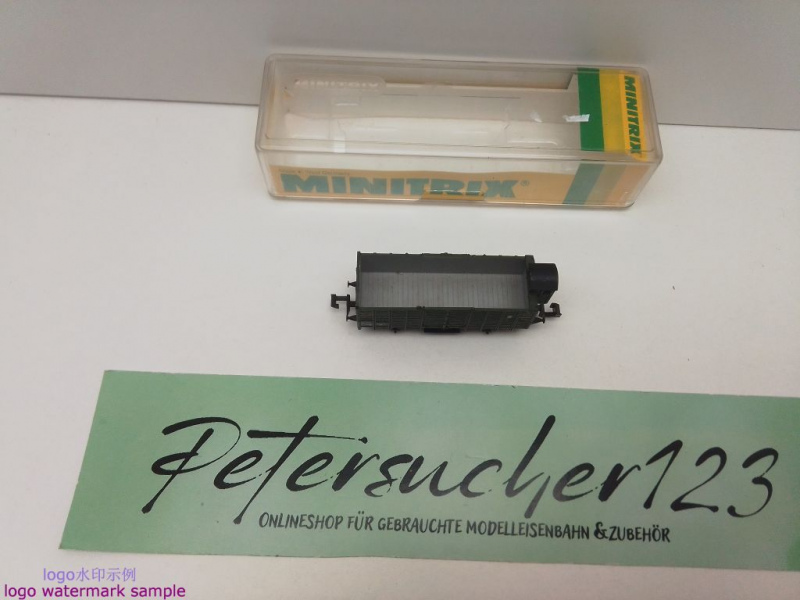 MINITRIX
MINITRIX
MINITRIX®
Petersucher123
ONLINESHOP FÜR GEBRAUCHTE MODELLEISENBAHN &ZUBEHÖR
logo水印示例
logo watermark sample